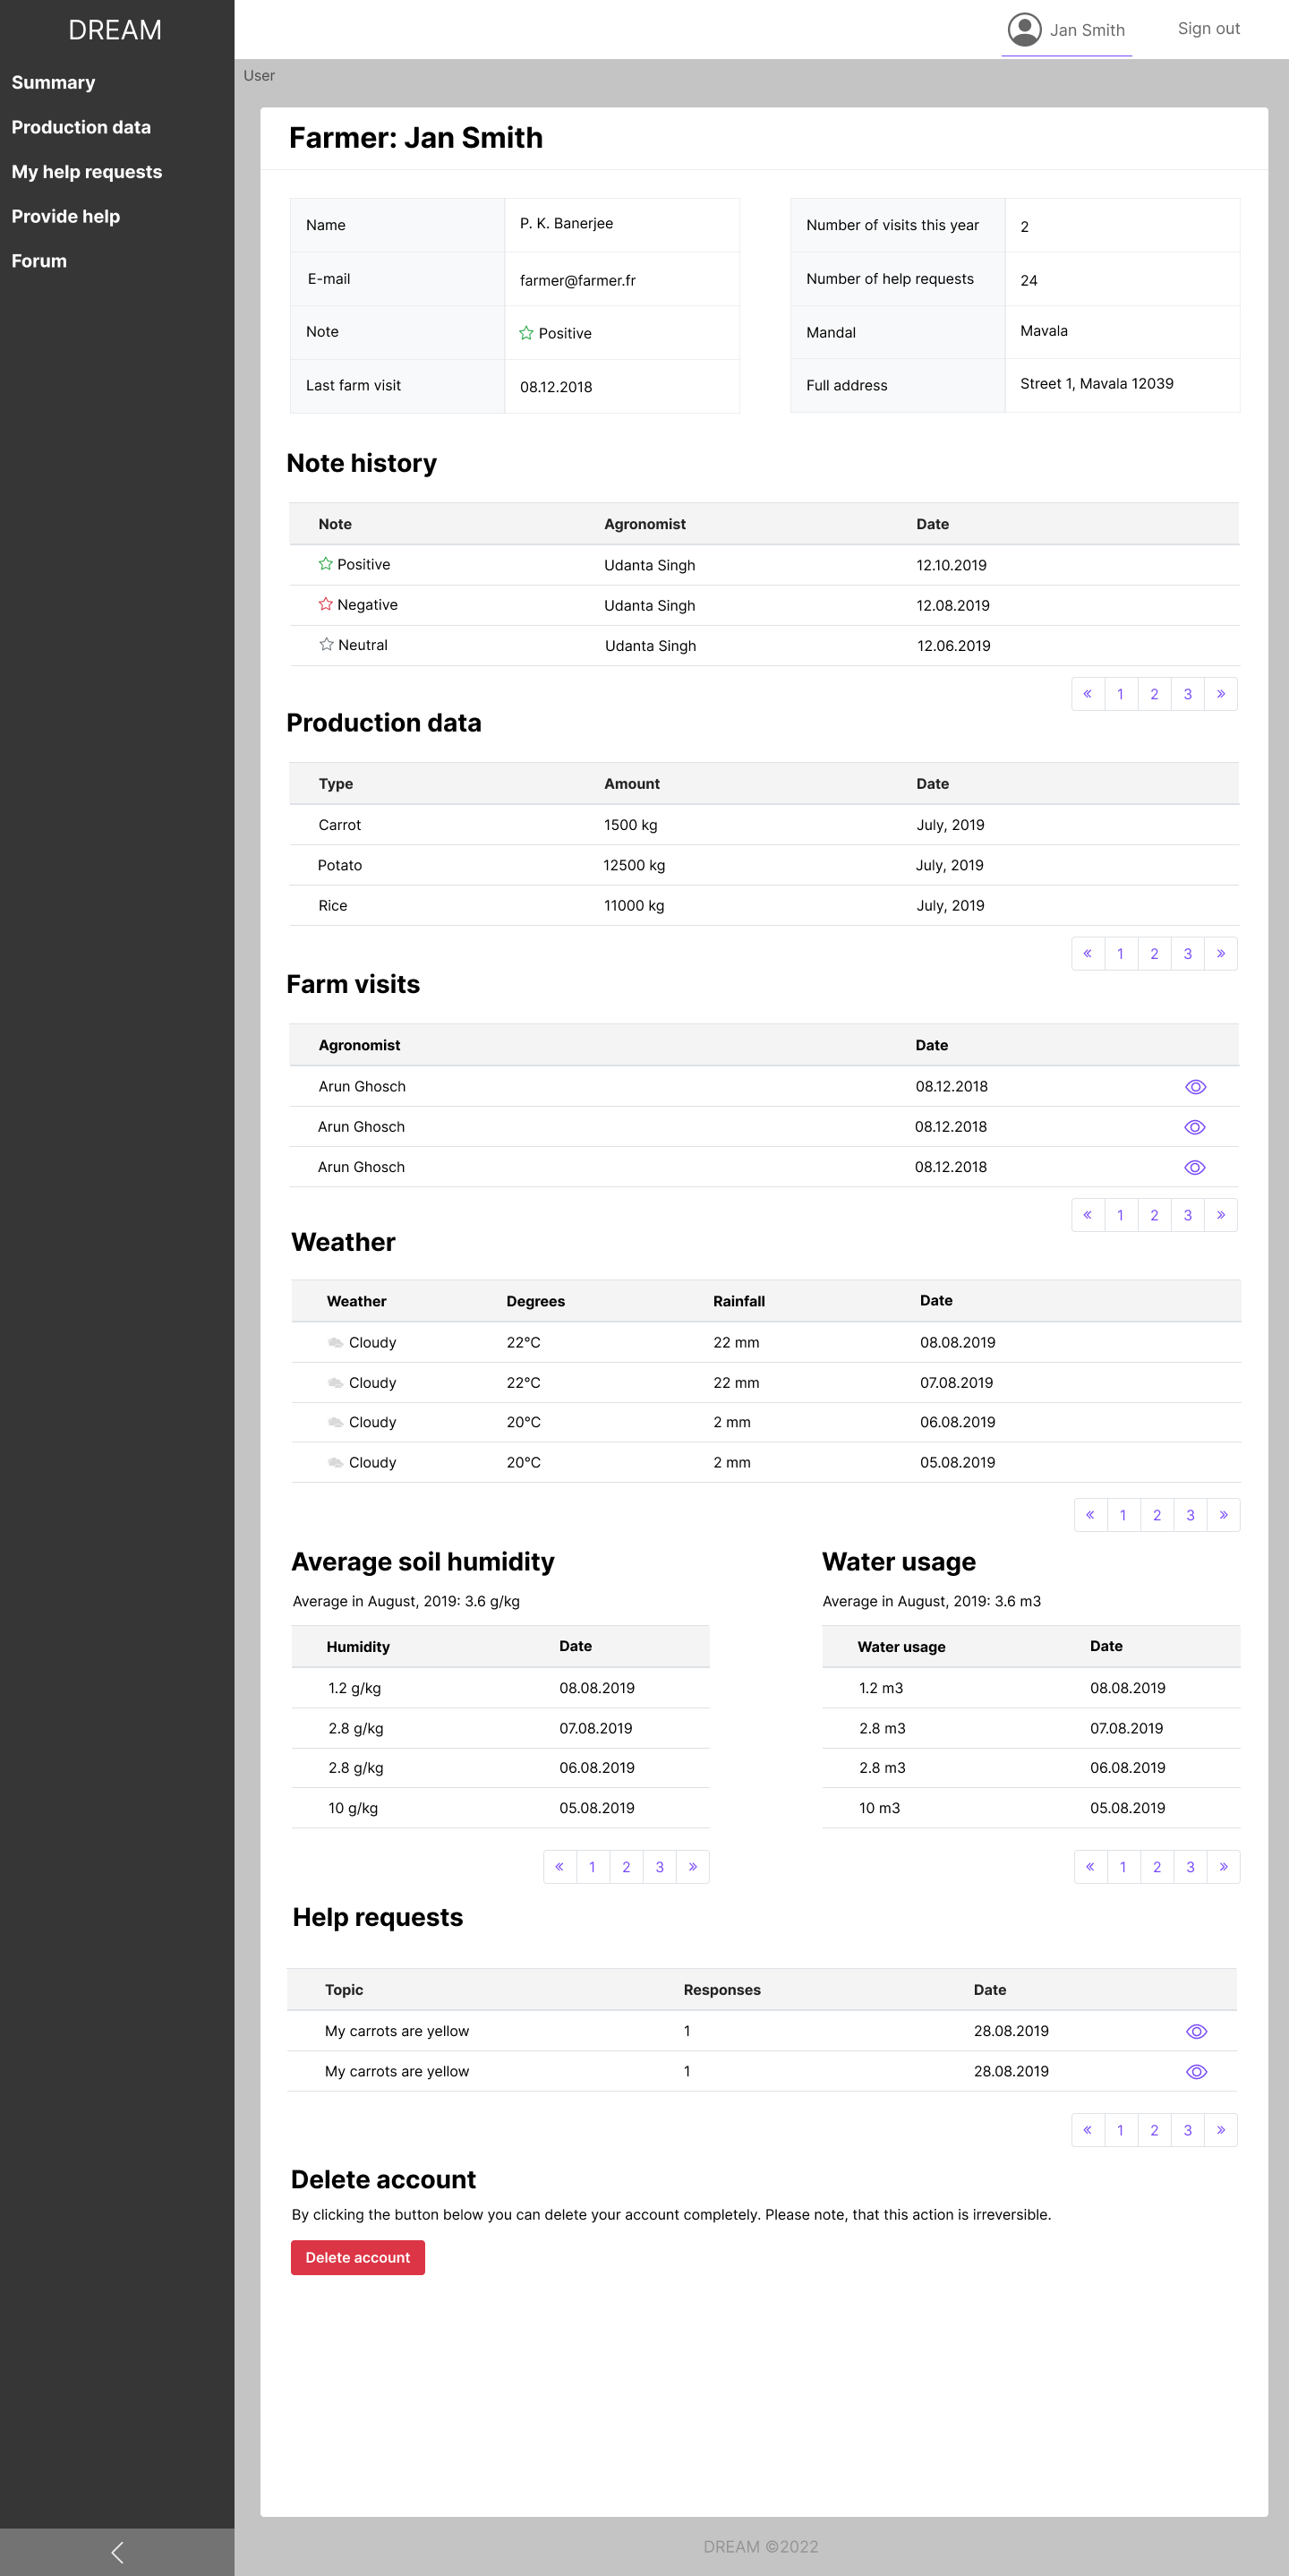 DREAM
Jan Smith
Sign out
Summary
Production data
My help requests
Provide help
Forum
User
Farmer: Jan Smith
Name P. K. Banerjee
E-mail farmer@farmer.fr
Note Positive
Last farm visit 08.12.2018
Number of visits this year 2
Number of help requests 24
Mandal Mavala
Full address Street 1, Mavala 12039
Note history
Note Agronomist Date
Positive Udanta Singh 12.10.2019
Negative Udanta Singh 12.08.2019
Neutral Udanta Singh 12.06.2019
« 1 2 3 »
Production data
Type Amount Date
Carrot 1500 kg July, 2019
Potato 12500 kg July, 2019
Rice 11000 kg July, 2019
« 1 2 3 »
Farm visits
Agronomist Date
Arun Ghosch 08.12.2018
Arun Ghosch 08.12.2018
Arun Ghosch 08.12.2018
« 1 2 3 »
Weather
Weather Degrees Rainfall Date
Cloudy 22°C 22 mm 08.08.2019
Cloudy 22°C 22 mm 07.08.2019
Cloudy 20°C 2 mm 06.08.2019
Cloudy 20°C 2 mm 05.08.2019
« 1 2 3 »
Average soil humidity
Average in August, 2019: 3.6 g/kg
Humidity Date
1.2 g/kg 08.08.2019
2.8 g/kg 07.08.2019
2.8 g/kg 06.08.2019
10 g/kg 05.08.2019
« 1 2 3 »
Water usage
Average in August, 2019: 3.6 m3
Water usage Date
1.2 m3 08.08.2019
2.8 m3 07.08.2019
2.8 m3 06.08.2019
10 m3 05.08.2019
« 1 2 3 »
Help requests
Topic Responses Date
My carrots are yellow 1 28.08.2019
My carrots are yellow 1 28.08.2019
« 1 2 3 »
Delete account
By clicking the button below you can delete your account completely. Please note, that this action is irreversible.
Delete account
DREAM ©2022